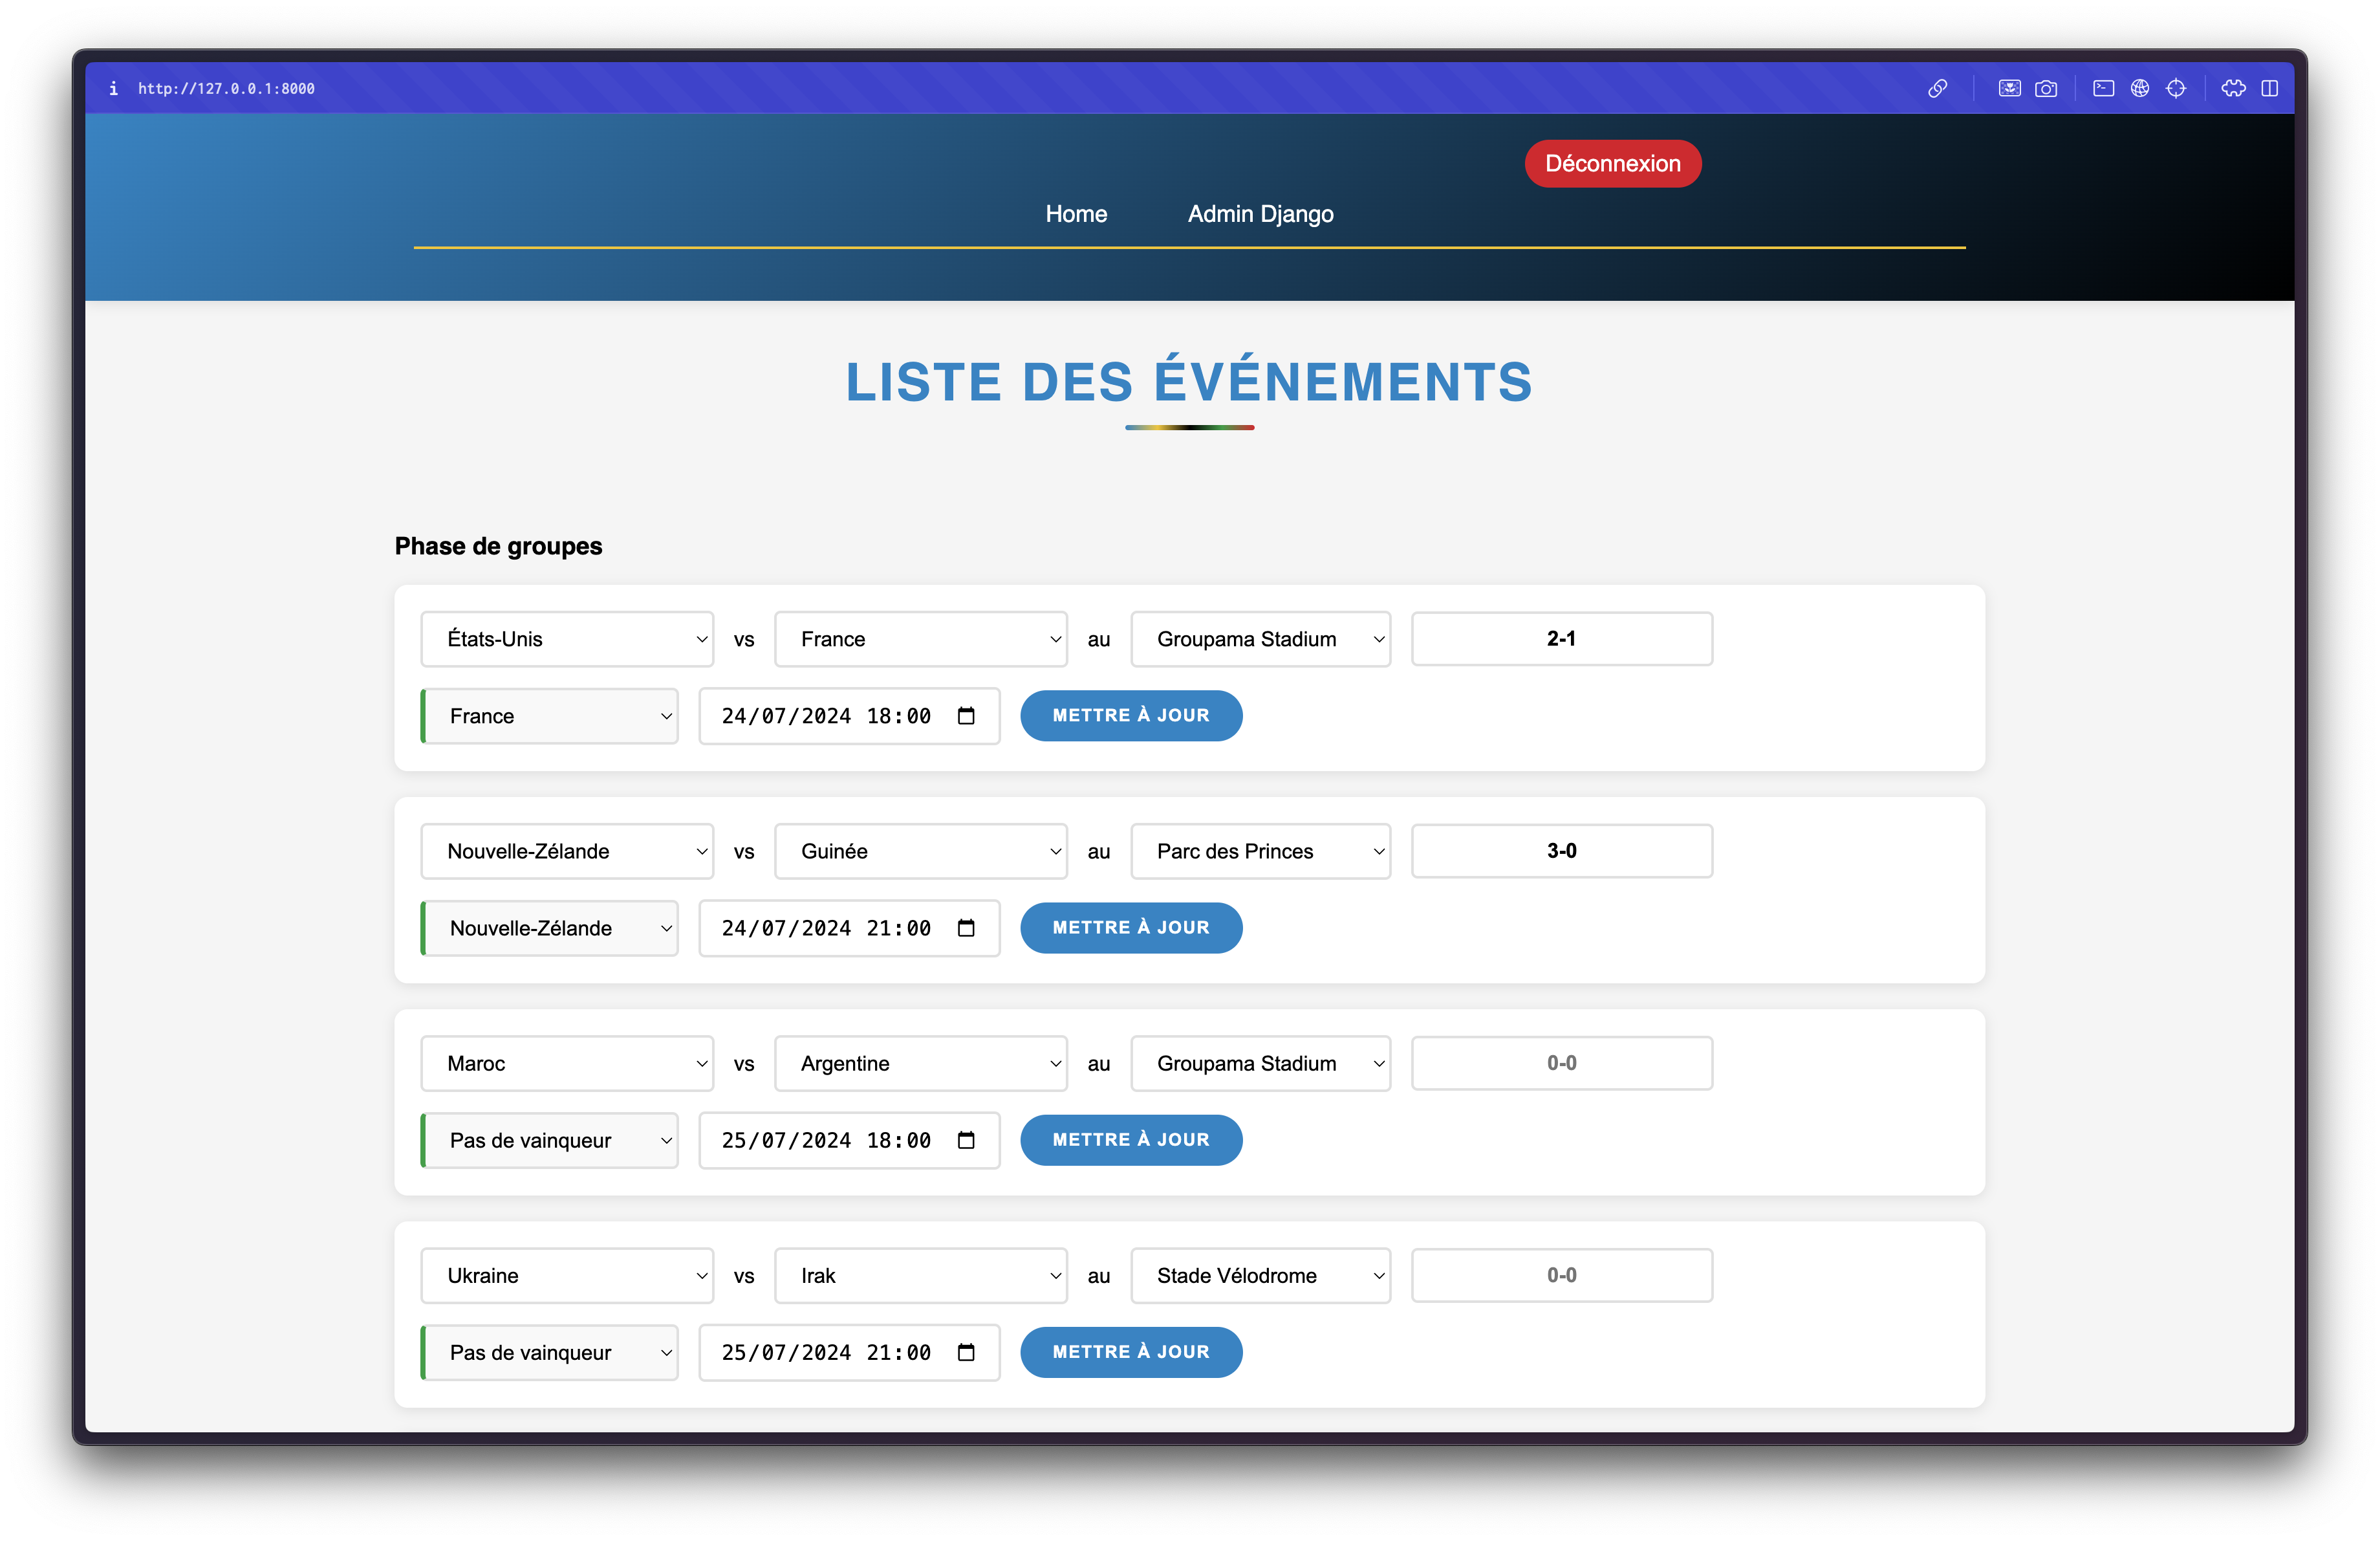 http://127.0.0.1:8000
Déconnexion
Home Admin Django
LISTE DES ÉVÉNEMENTS
Phase de groupes
États-Unis vs France au Groupama Stadium 2-1
France 24/07/2024 18:00 METTRE À JOUR
Nouvelle-Zélande vs Guinée au Parc des Princes 3-0
Nouvelle-Zélande 24/07/2024 21:00 METTRE À JOUR
Maroc vs Argentine au Groupama Stadium 0-0
Pas de vainqueur 25/07/2024 18:00 METTRE À JOUR
Ukraine vs Irak au Stade Vélodrome 0-0
Pas de vainqueur 25/07/2024 21:00 METTRE À JOUR